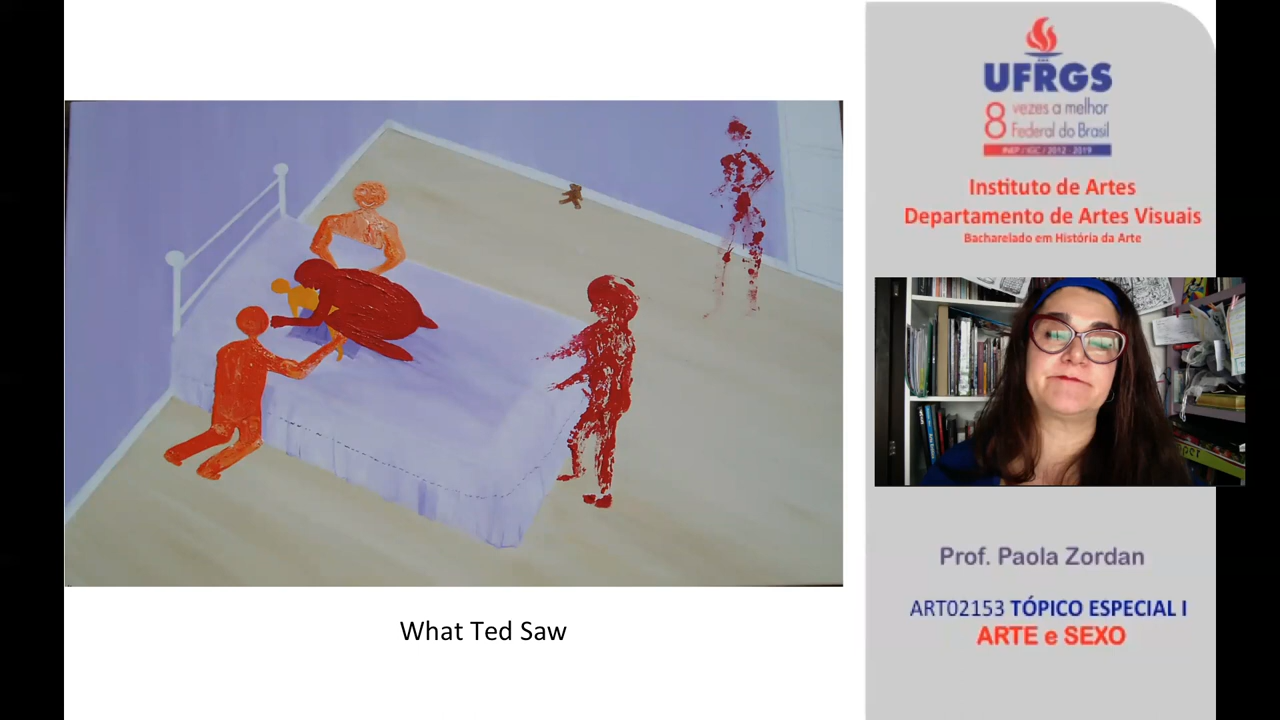 What Ted Saw
UFRGS
8 vezes a melhor
Federal do Brasil
INEP / IGC / 2012 - 2019
Instituto de Artes
Departamento de Artes Visuais
Bacharelado em História da Arte
Prof. Paola Zordan
ART02153 TÓPICO ESPECIAL I
ARTE e SEXO